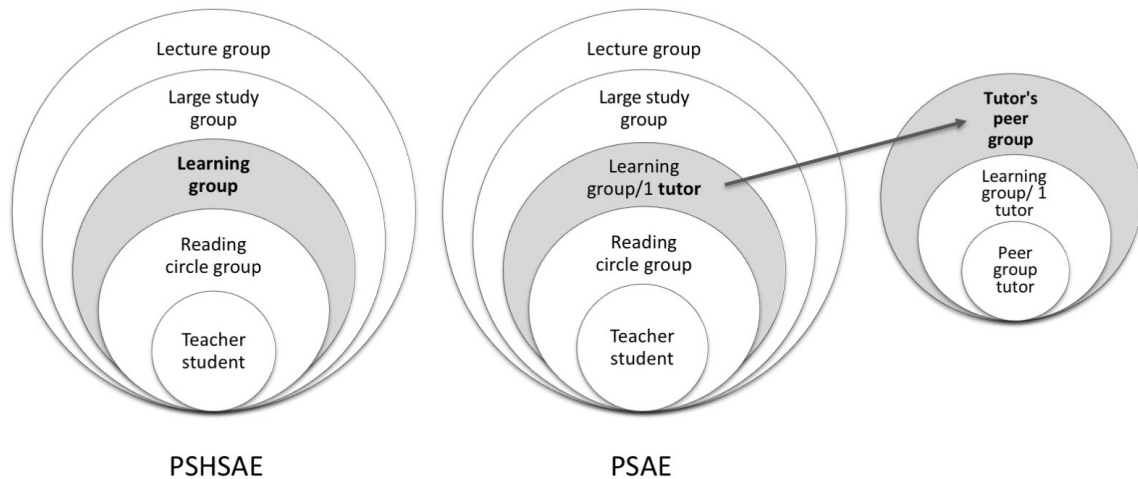 Lecture group
Large study
group
Learning
group
Reading
circle group
Teacher
student
PSHSAE
Lecture group
Large study
group
Learning
group/1 tutor
Reading
circle group
Teacher
student
PSAE
Tutor's
peer
group
Learning
group/ 1
tutor
Peer
group
tutor